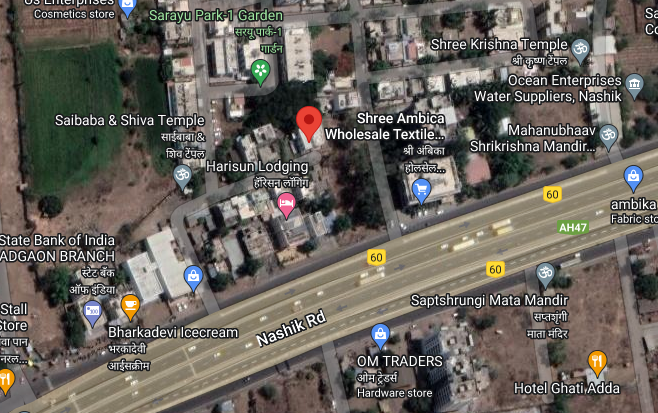 Enterprises
Cosmetics store
Sarayu Park-1 Garden
सरयू पार्क-1
गार्डन
Shree Krishna Temple
श्री कृष्ण टेंपल
Ocean Enterprises
Water Suppliers, Nashik
Saibaba & Shiva Temple
साईबाबा &
शिव टेंपल
Shree Ambica
Wholesale Textile...
श्री अंबिका
होलसेल...
Mahanubhaav
Shrikrishna Mandir...
Harisun Lodging
हॅरिसन लॉजिंग
60
ambika
Fabric sto
AH47
State Bank of India
ADGAON BRANCH
स्टेट बँक
ऑफ इंडिया
60
60
Saptshrungi Mata Mandir
सप्तशृंगी
माता मंदिर
Stall
Store
Bharkadevi Icecream
भरकादेवी
आईसक्रीम
Nashik Rd
OM TRADERS
ओम ट्रेडर्स
Hardware store
Hotel Ghati Adda